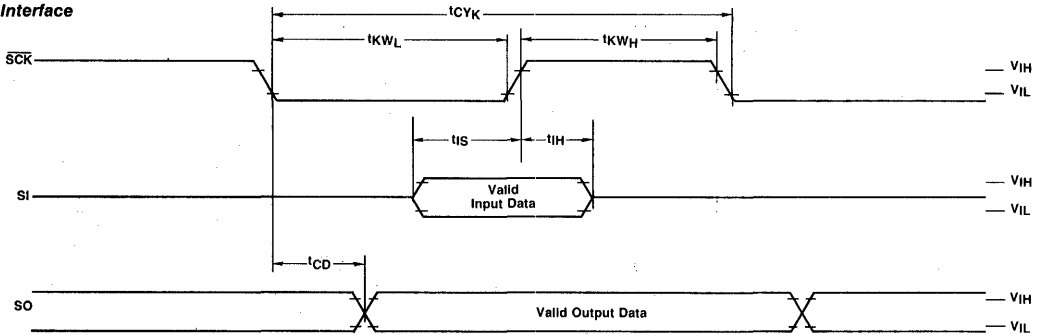 Interface
tCYK
tKWL
tKWH
SCK
VIH
VIL
tIS
tIH
SI
Valid
Input Data
VIH
VIL
tCD
SO
Valid Output Data
VIH
VIL